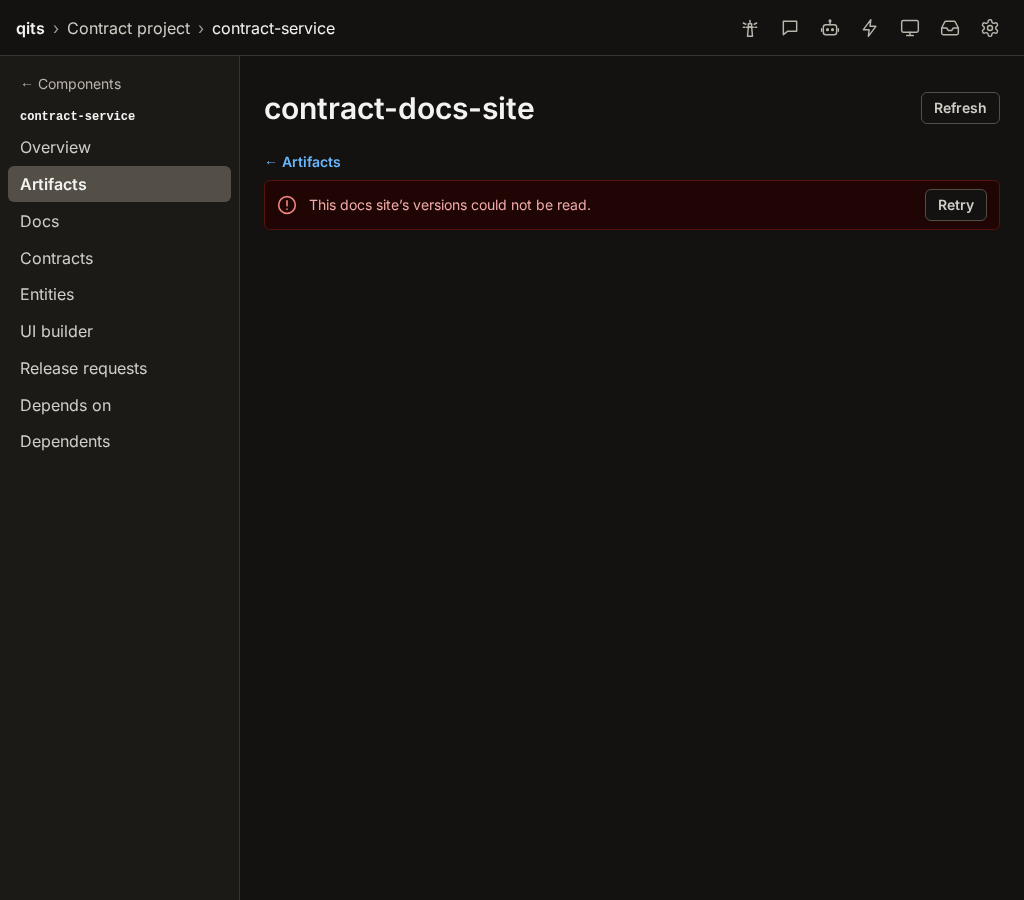 qits › Contract project › contract-service
← Components
contract-service
Overview
Artifacts
Docs
Contracts
Entities
UI builder
Release requests
Depends on
Dependents
contract-docs-site
Refresh
← Artifacts
This docs site’s versions could not be read.
Retry